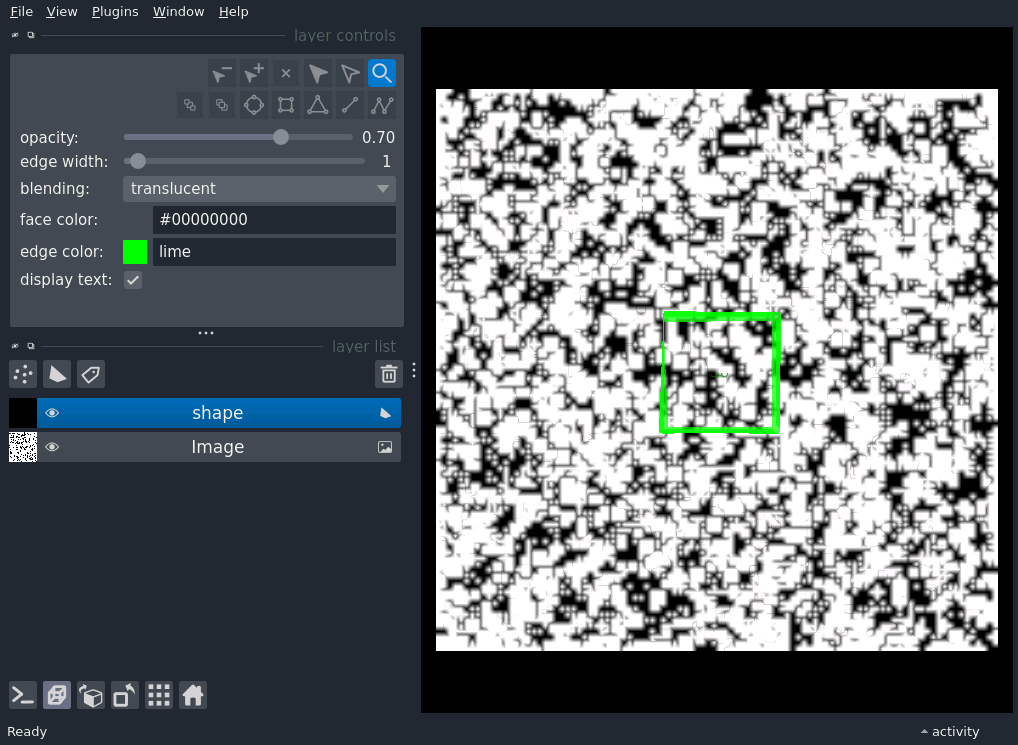 File View Plugins Window Help
layer controls
opacity: 0.70
edge width: 1
blending: translucent
face color: #00000000
edge color: lime
display text:
layer list
shape
Image
Ready
activity